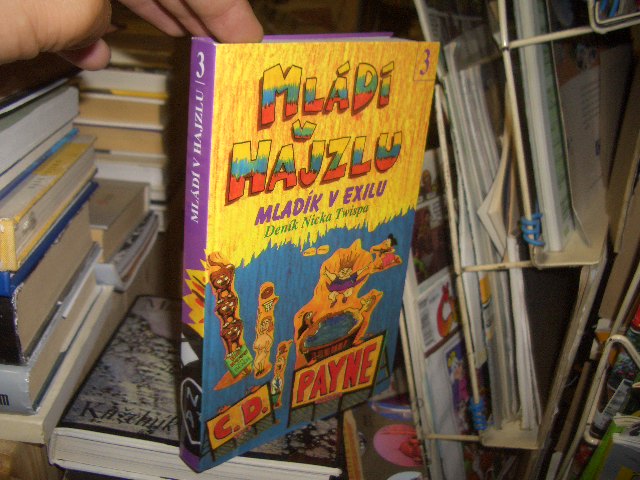 3
MLÁDÍ
V
HAJZLU
MLADÍK V EXILU
Deník Nicka Twispa
C.D.
PAYNE
MLÁDÍ V HAJZLU 3